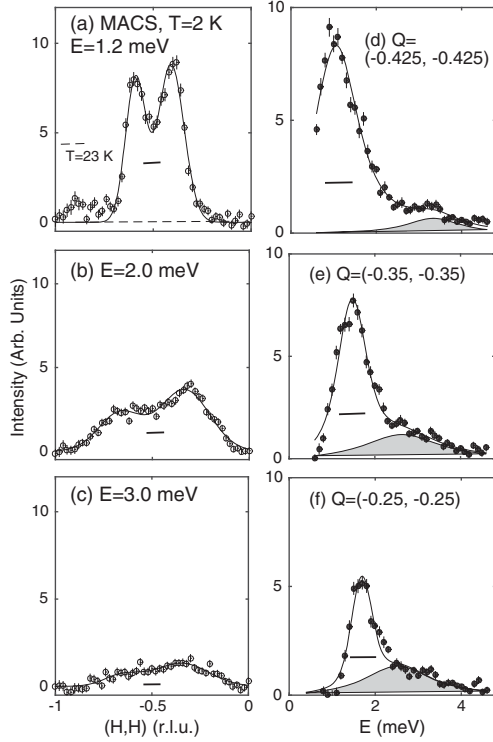 (a) MACS, T=2 K
E=1.2 meV
T=23 K
10
5
0
(b) E=2.0 meV
10
5
0
(c) E=3.0 meV
10
5
0
-1
-0.5
0
(H,H) (r.l.u.)
Intensity (Arb. Units)
(d) Q=
(-0.425, -0.425)
10
5
0
(e) Q=(-0.35, -0.35)
10
5
0
(f) Q=(-0.25, -0.25)
10
5
0
0
2
4
E (meV)